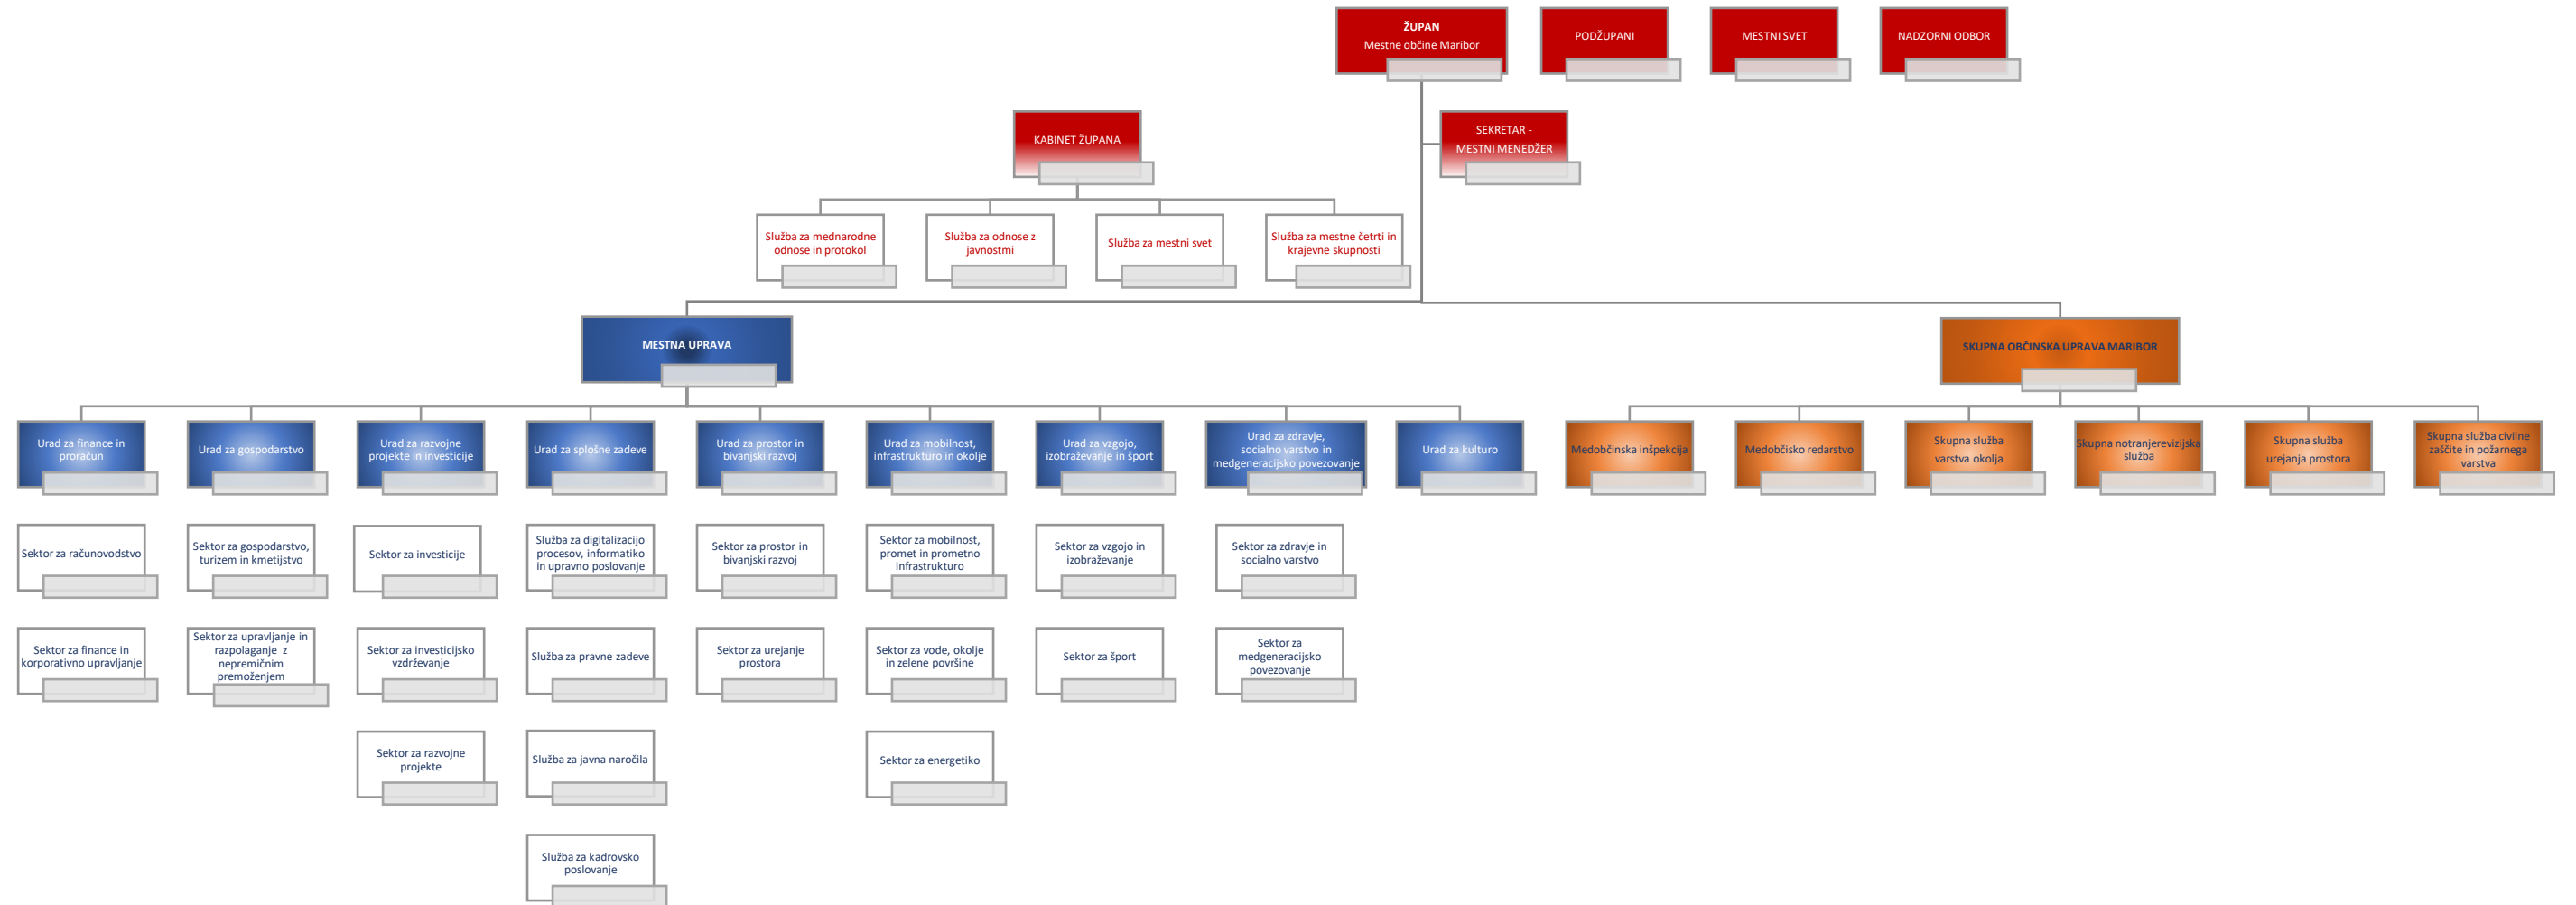 ŽUPAN
Mestne občine Maribor
PODŽUPANI
MESTNI SVET
NADZORNI ODBOR
KABINET ŽUPANA
SEKRETAR -
MESTNI MENEDŽER
Služba za mednarodne
odnose in protokol
Služba za odnose z
javnostmi
Služba za mestni svet
Služba za mestne četrti in
krajevne skupnosti
MESTNA UPRAVA
SKUPNA OBČINSKA UPRAVA MARIBOR
Urad za finance in
proračun
Urad za gospodarstvo
Urad za razvojne
projekte in investicije
Urad za splošne zadeve
Urad za prostor in
bivanjski razvoj
Urad za mobilnost,
infrastrukturo in okolje
Urad za vzgojo,
izobraževanje in šport
Urad za zdravje,
socialno varstvo in
medgeneracijsko povezovanje
Urad za kulturo
Medobčinska inšpekcija
Medobčisko redarstvo
Skupna služba
varstva okolja
Skupna notranjerevizijska
služba
Skupna služba
urejanja prostora
Skupna služba civilne
zaščite in požarnega
varstva
Sektor za računovodstvo
Sektor za gospodarstvo,
turizem in kmetijstvo
Sektor za investicije
Služba za digitalizacijo
procesov, informatiko
in upravno poslovanje
Sektor za prostor in
bivanjski razvoj
Sektor za mobilnost,
promet in prometno
infrastrukturo
Sektor za vzgojo in
izobraževanje
Sektor za zdravje in
socialno varstvo
Sektor za finance in
korporativno upravljanje
Sektor za upravljanje in
razpolaganje z
nepremičnim
premoženjem
Sektor za investicijsko
vzdrževanje
Služba za pravne zadeve
Sektor za urejanje
prostora
Sektor za vode, okolje
in zelene površine
Sektor za šport
Sektor za
medgeneracijsko
povezovanje
Sektor za razvojne
projekte
Služba za javna naročila
Sektor za energetiko
Služba za kadrovsko
poslovanje